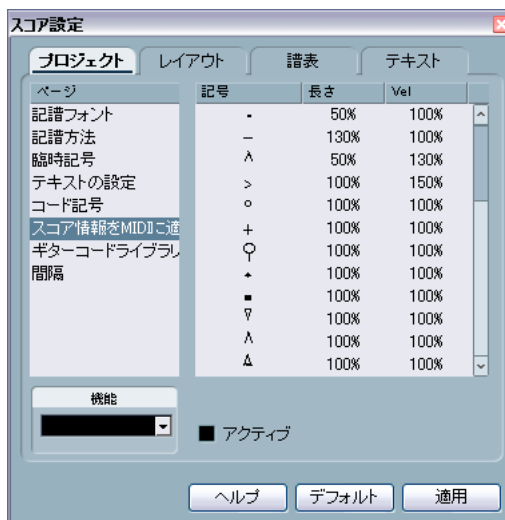 スコア設定
プロジェクト レイアウト 譜表 テキスト
ページ
記譜フォント
記譜方法
臨時記号
テキストの設定
コード記号
スコア情報をMIDIに適
ギターコードライブラリ
間隔
記号 長さ Vel
. 50% 100%
– 130% 100%
^ 50% 130%
> 100% 150%
o 100% 100%
+ 100% 100%
100% 100%
100% 100%
100% 100%
100% 100%
100% 100%
100% 100%
機能
アクティブ
ヘルプ デフォルト 適用